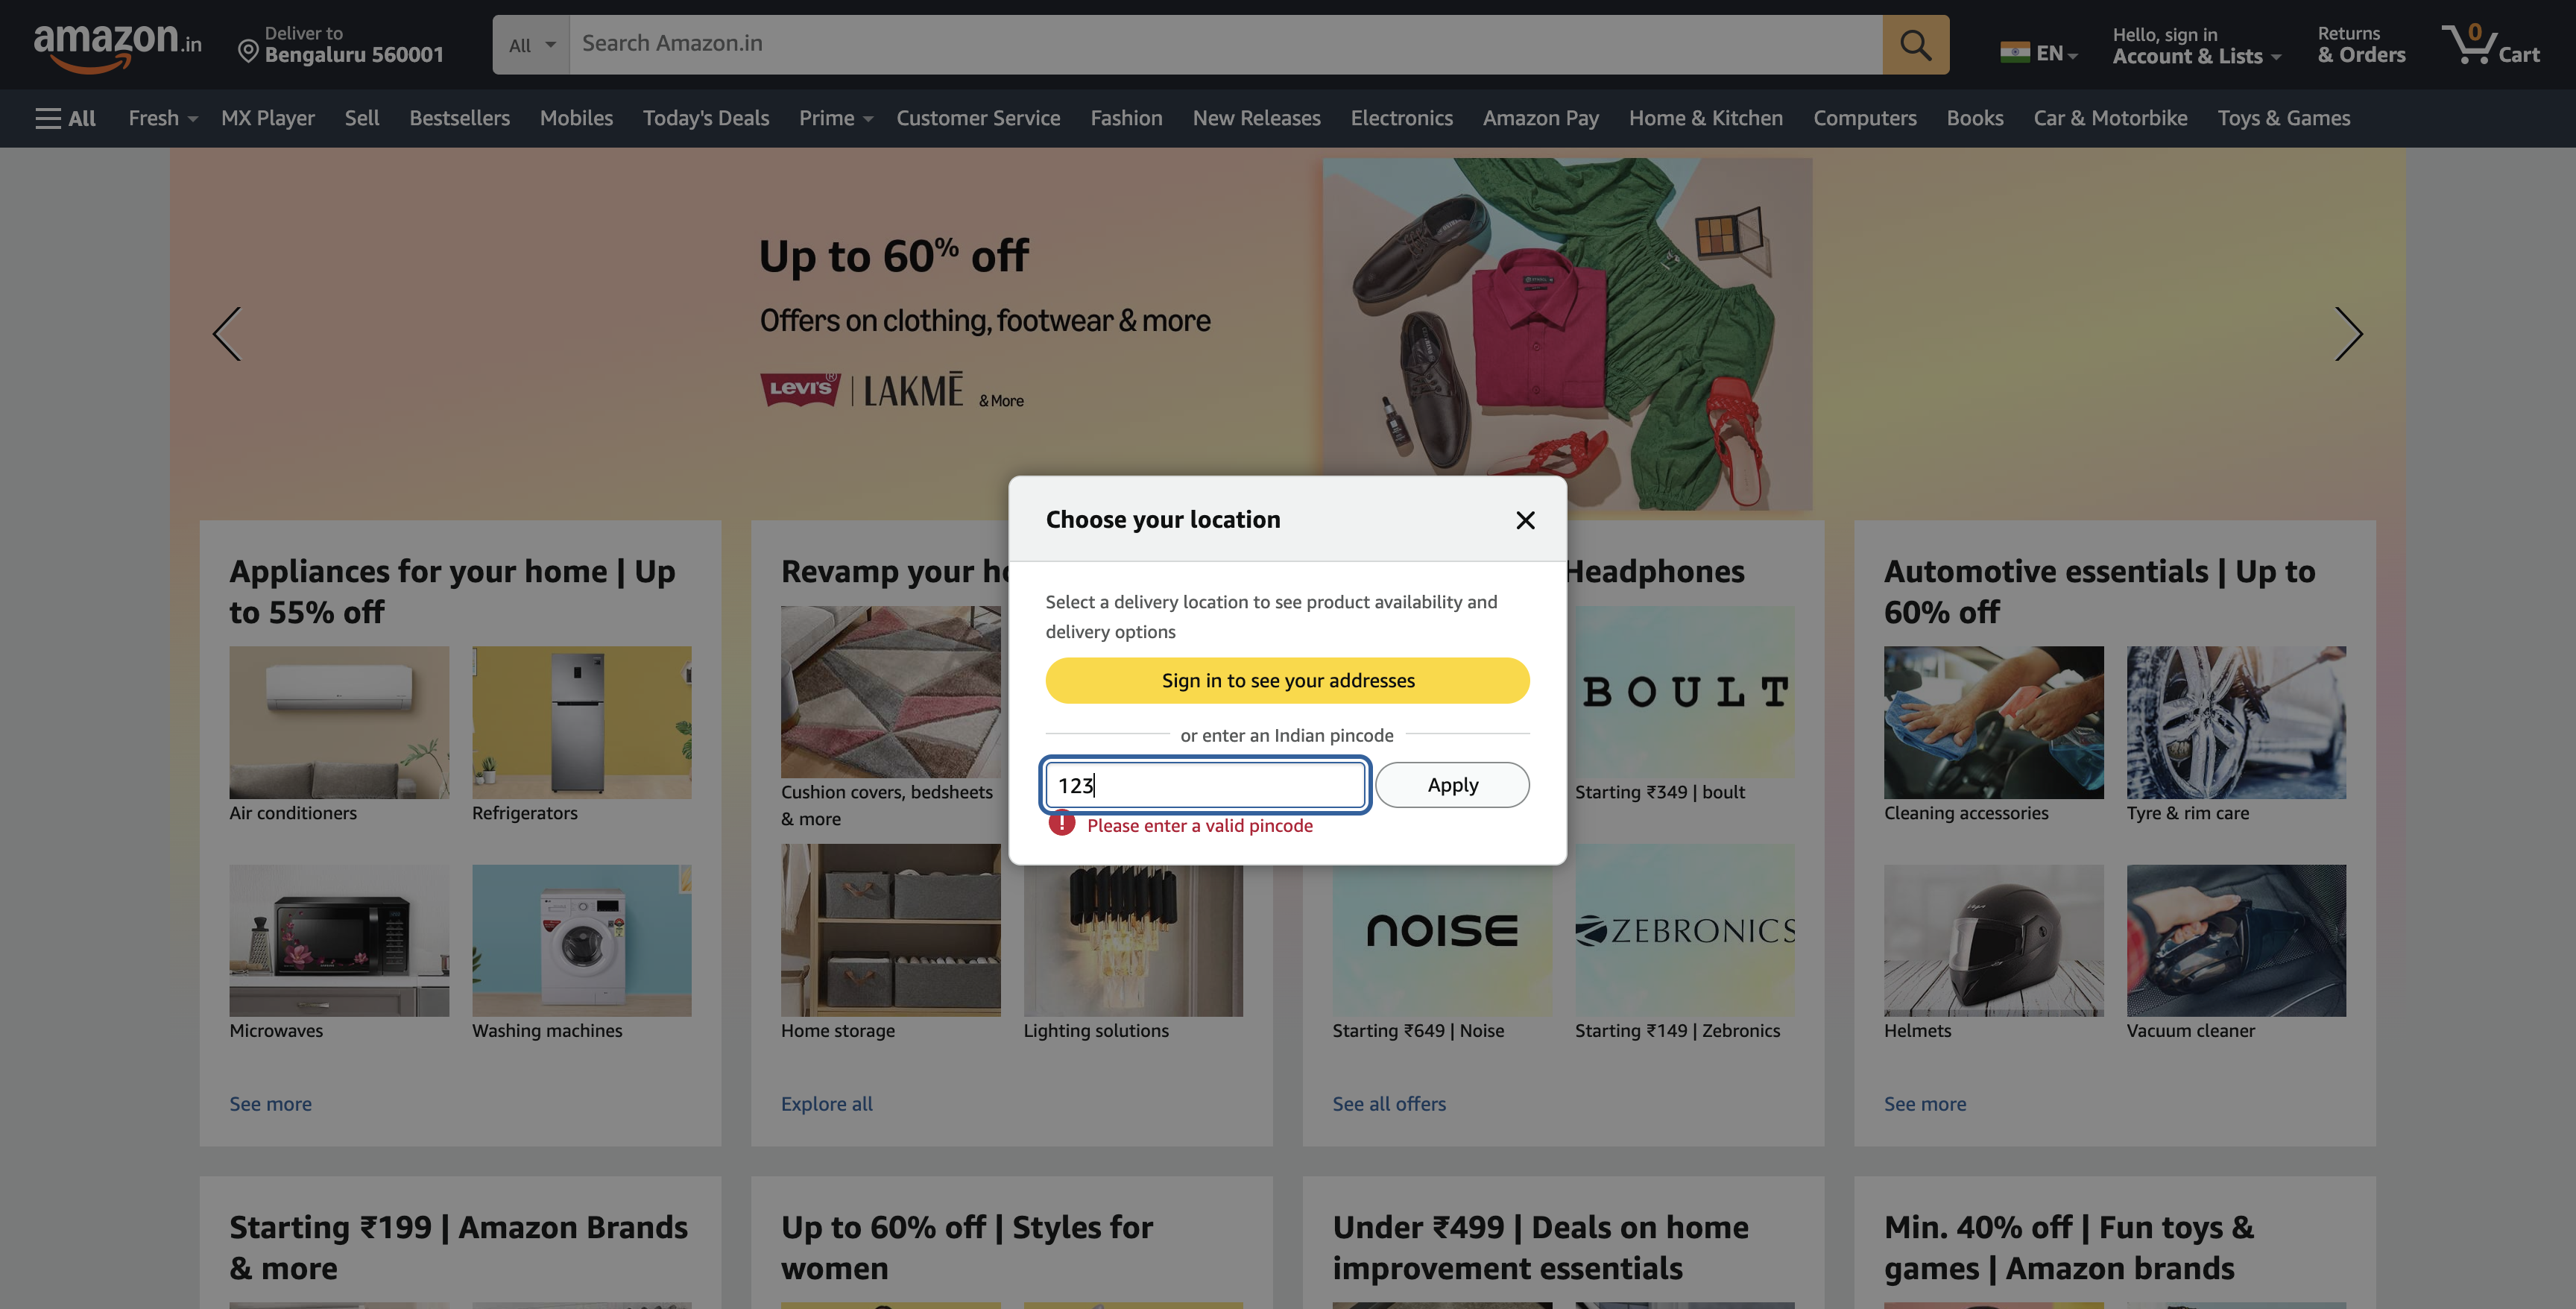 amazon.in
Deliver to
Bengaluru 560001
All
Search Amazon.in
EN
Hello, sign in
Account & Lists
Returns
& Orders
0
Cart
All
Fresh
MX Player
Sell
Bestsellers
Mobiles
Today's Deals
Prime
Customer Service
Fashion
New Releases
Electronics
Amazon Pay
Home & Kitchen
Computers
Books
Car & Motorbike
Toys & Games
Up to 60% off
Offers on clothing, footwear & more
LEVI'S® | LAKMĒ & More
Choose your location
Select a delivery location to see product availability and
delivery options
Sign in to see your addresses
or enter an Indian pincode
123
Apply
Please enter a valid pincode
Appliances for your home | Up
to 55% off
Air conditioners
Refrigerators
Microwaves
Washing machines
See more
Revamp your
Cushion covers, bedsheets
& more
Home storage
Lighting solutions
Explore all
Headphones
BOULT
Starting ₹349 | boult
NOISE
ZEBRONICS
Starting ₹649 | Noise
Starting ₹149 | Zebronics
See all offers
Automotive essentials | Up to
60% off
Cleaning accessories
Tyre & rim care
Helmets
Vacuum cleaner
See more
Starting ₹199 | Amazon Brands
& more
Up to 60% off | Styles for
women
Under ₹499 | Deals on home
improvement essentials
Min. 40% off | Fun toys &
games | Amazon brands